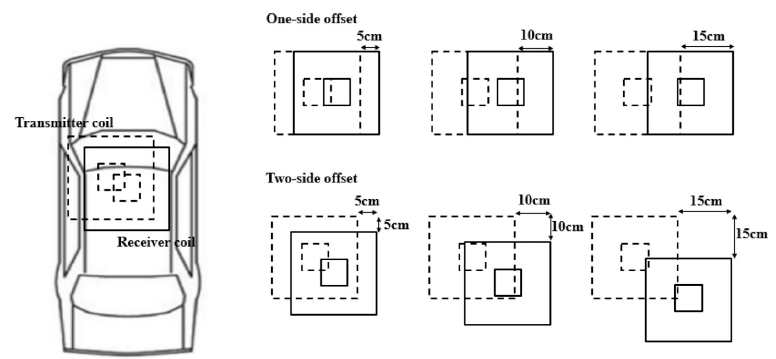 One-side offset
5cm
10cm
15cm
Transmitter coil
Receiver coil
Two-side offset
5cm
5cm
10cm
10cm
15cm
15cm